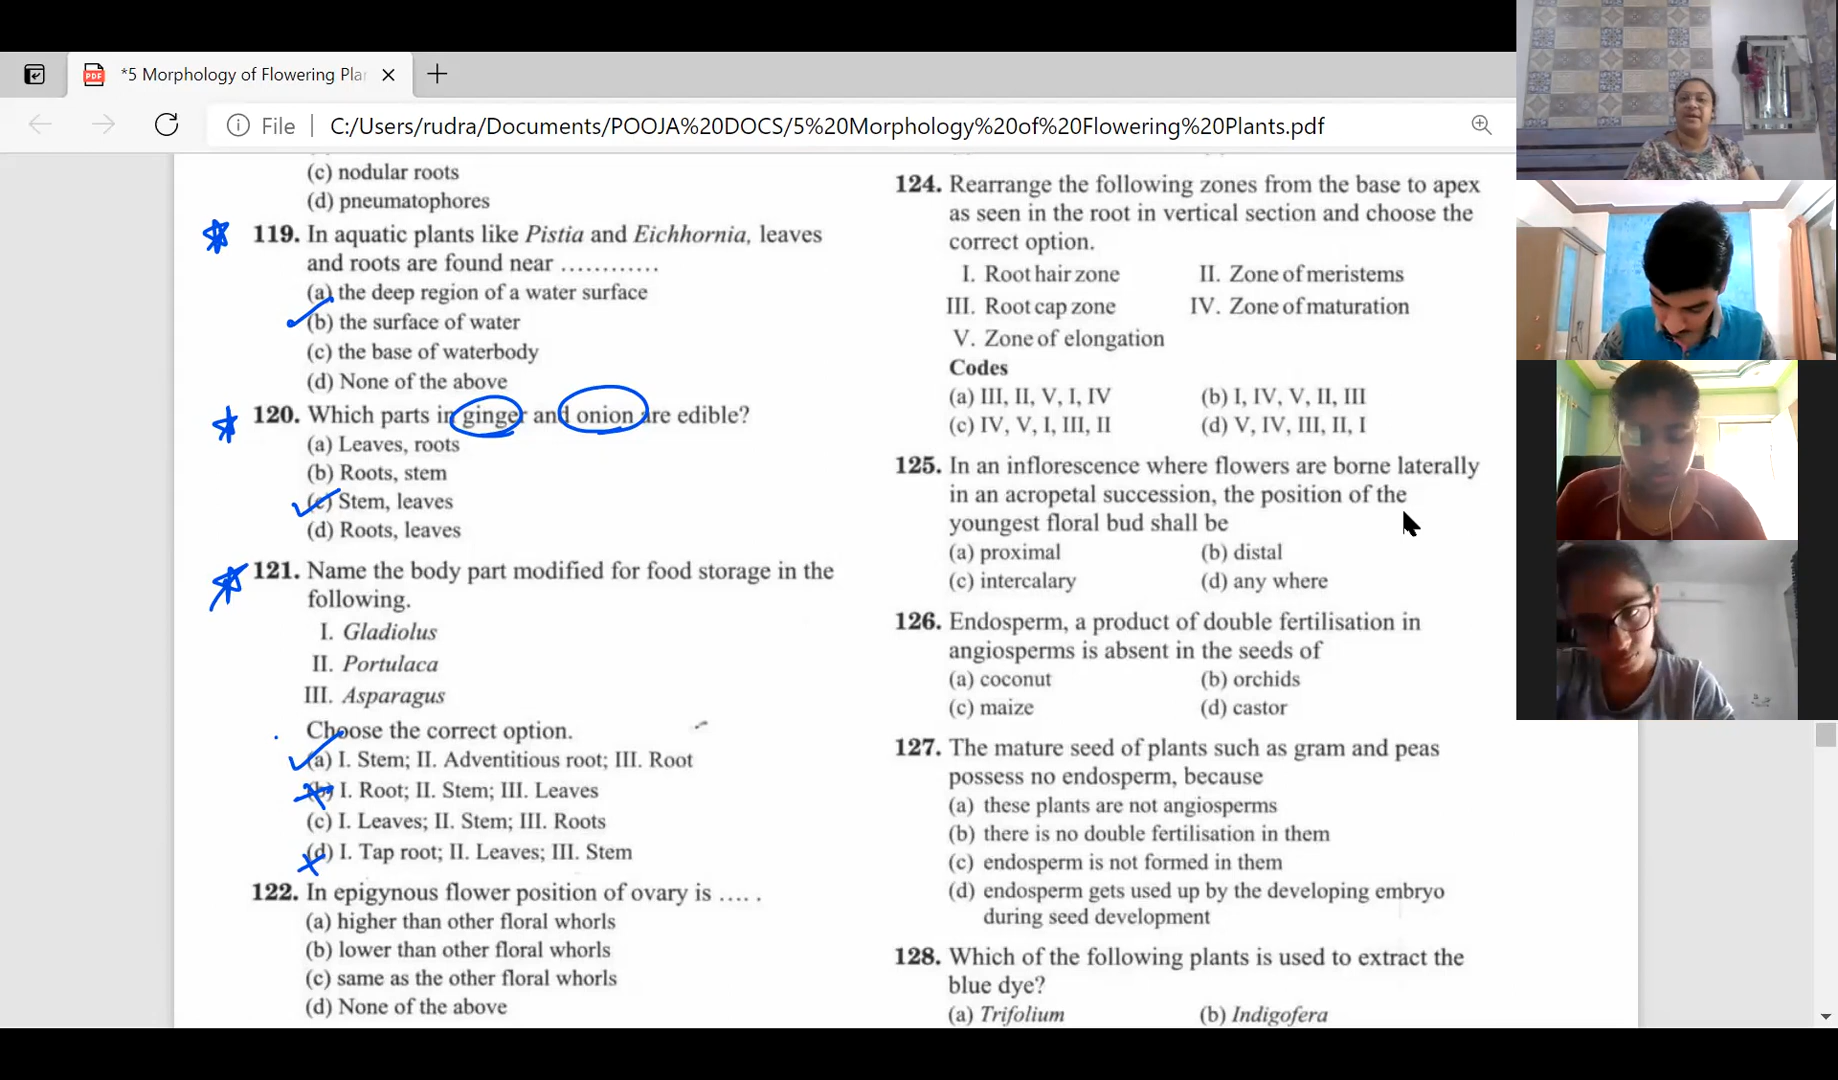 *5 Morphology of Flowering Pla
File
C:/Users/rudra/Documents/POOJA%20DOCS/5%20Morphology%20of%20Flowering%20Plants.pdf
(c) nodular roots
(d) pneumatophores
119. In aquatic plants like Pistia and Eichhornia, leaves
and roots are found near ............
(a) the deep region of a water surface
(b) the surface of water
(c) the base of waterbody
(d) None of the above
120. Which parts in ginger and onion are edible?
(a) Leaves, roots
(b) Roots, stem
(c) Stem, leaves
(d) Roots, leaves
121. Name the body part modified for food storage in the
following.
I. Gladiolus
II. Portulaca
III. Asparagus
Choose the correct option.
(a) I. Stem; II. Adventitious root; III. Root
(b) I. Root; II. Stem; III. Leaves
(c) I. Leaves; II. Stem; III. Roots
(d) I. Tap root; II. Leaves; III. Stem
122. In epigynous flower position of ovary is .... .
(a) higher than other floral whorls
(b) lower than other floral whorls
(c) same as the other floral whorls
(d) None of the above
124. Rearrange the following zones from the base to apex
as seen in the root in vertical section and choose the
correct option.
I. Root hair zone II. Zone of meristems
III. Root cap zone IV. Zone of maturation
V. Zone of elongation
Codes
(a) III, II, V, I, IV (b) I, IV, V, II, III
(c) IV, V, I, III, II (d) V, IV, III, II, I
125. In an inflorescence where flowers are borne laterally
in an acropetal succession, the position of the
youngest floral bud shall be
(a) proximal (b) distal
(c) intercalary (d) any where
126. Endosperm, a product of double fertilisation in
angiosperms is absent in the seeds of
(a) coconut (b) orchids
(c) maize (d) castor
127. The mature seed of plants such as gram and peas
possess no endosperm, because
(a) these plants are not angiosperms
(b) there is no double fertilisation in them
(c) endosperm is not formed in them
(d) endosperm gets used up by the developing embryo
during seed development
128. Which of the following plants is used to extract the
blue dye?
(a) Trifolium (b) Indigofera